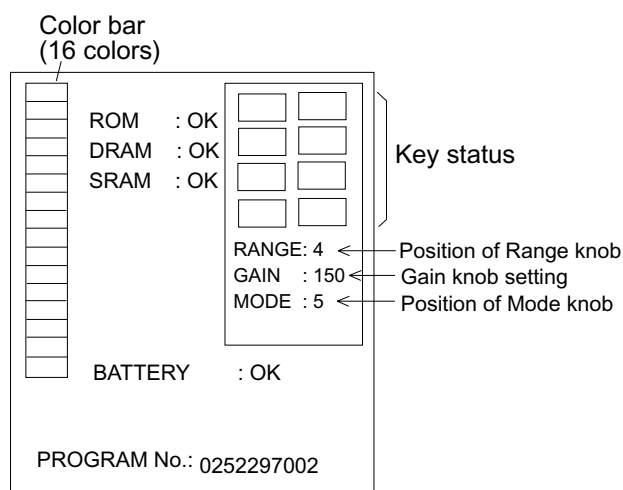 Color bar
(16 colors)
ROM : OK
DRAM : OK
SRAM : OK
Key status
RANGE: 4 Position of Range knob
GAIN : 150 Gain knob setting
MODE : 5 Position of Mode knob
BATTERY : OK
PROGRAM No.: 0252297002